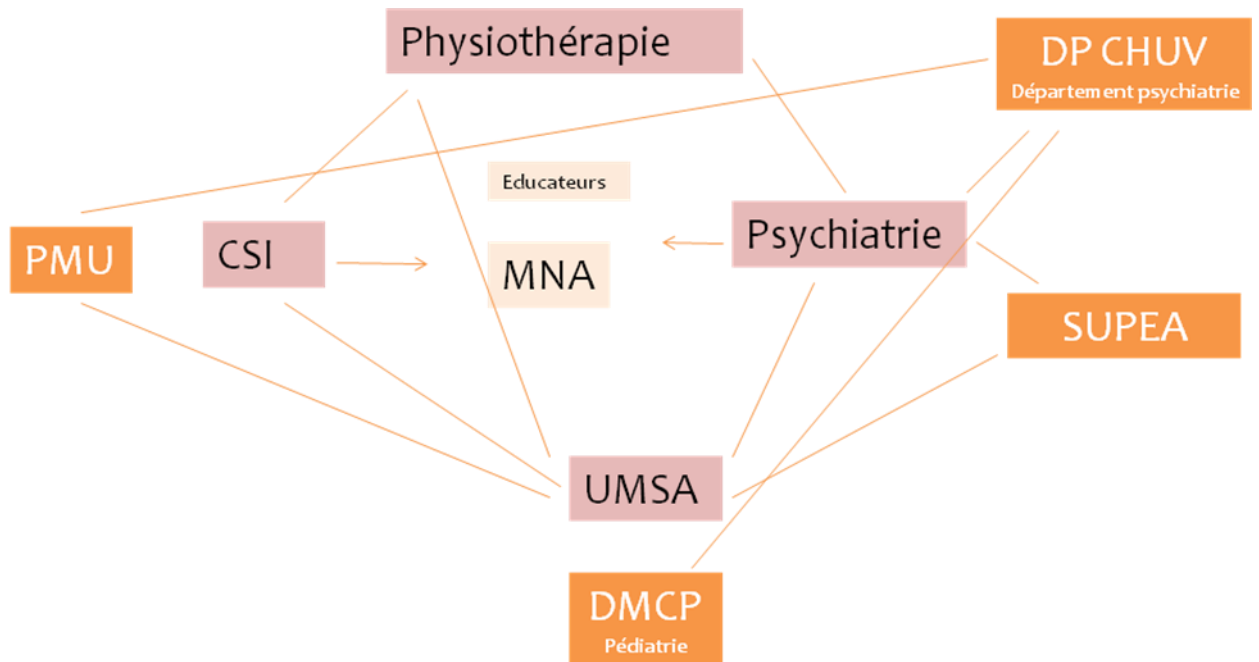 Physiothérapie
DP CHUV
Département psychiatrie
Educateurs
PMU
CSI
MNA
Psychiatrie
SUPEA
UMSA
DMCP
Pédiatrie